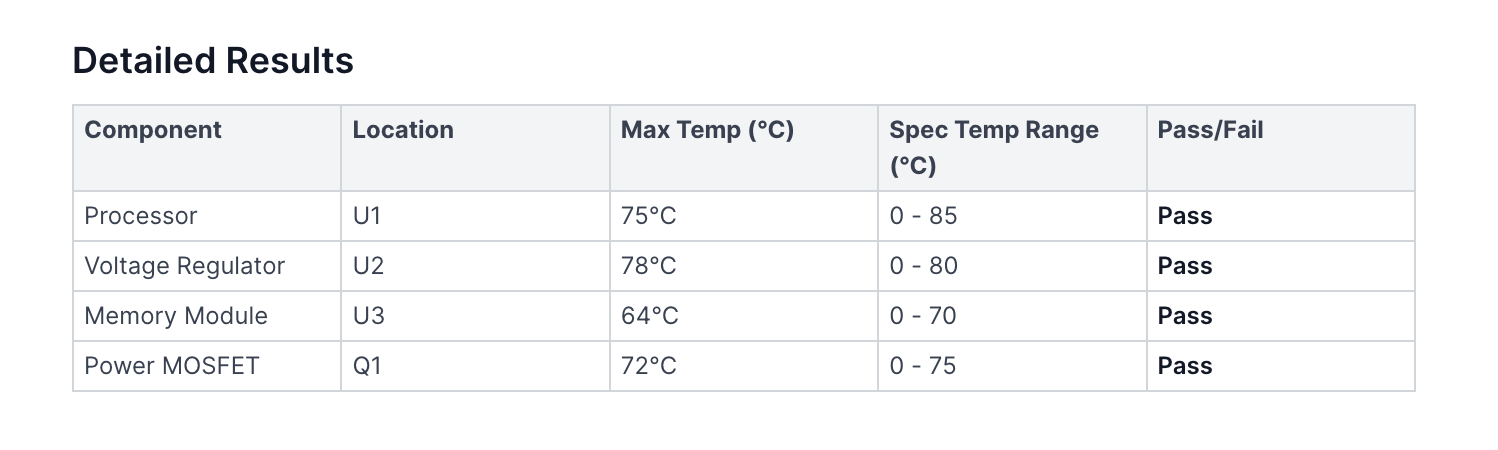 Detailed Results
Component Location Max Temp (°C) Spec Temp Range (°C) Pass/Fail
Processor U1 75°C 0 - 85 Pass
Voltage Regulator U2 78°C 0 - 80 Pass
Memory Module U3 64°C 0 - 70 Pass
Power MOSFET Q1 72°C 0 - 75 Pass